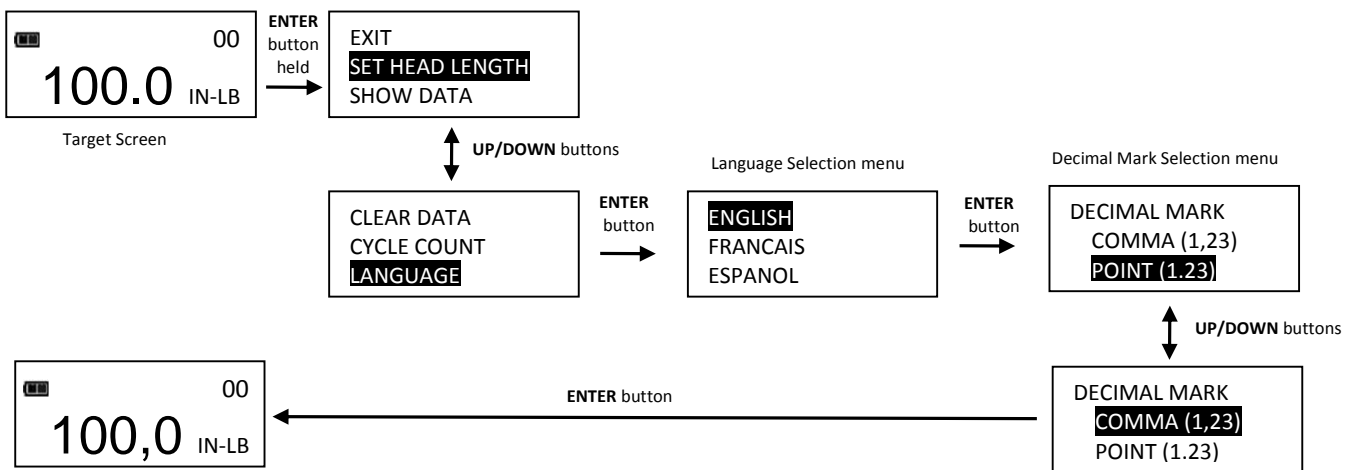 00
100.0 IN-LB
Target Screen
ENTER
button
held
EXIT
SET HEAD LENGTH
SHOW DATA
UP/DOWN buttons
CLEAR DATA
CYCLE COUNT
LANGUAGE
ENTER
button
Language Selection menu
ENGLISH
FRANCAIS
ESPANOL
ENTER
button
Decimal Mark Selection menu
DECIMAL MARK
COMMA (1,23)
POINT (1.23)
UP/DOWN buttons
DECIMAL MARK
COMMA (1,23)
POINT (1.23)
ENTER button
00
100,0 IN-LB